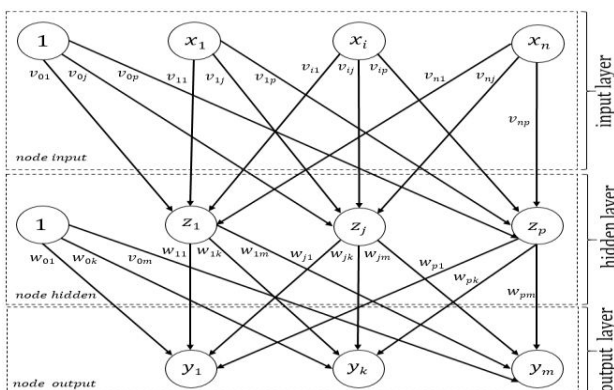 1 x₁ xᵢ xₙ
v₀₁ v₀ⱼ v₀ₚ v₁₁ v₁ⱼ v₁ₚ vᵢ₁ vᵢⱼ vᵢₚ vₙ₁ vₙⱼ
vₙₚ
node input
input layer
1 z₁ zⱼ zₚ
w₀₁ w₀ₖ v₀ₘ w₁₁ w₁ₖ w₁ₘ wⱼ₁ wⱼₖ wⱼₘ wₚ₁ wₚₖ
wₚₘ
node hidden
hidden layer
y₁ yₖ yₘ
node output
output layer